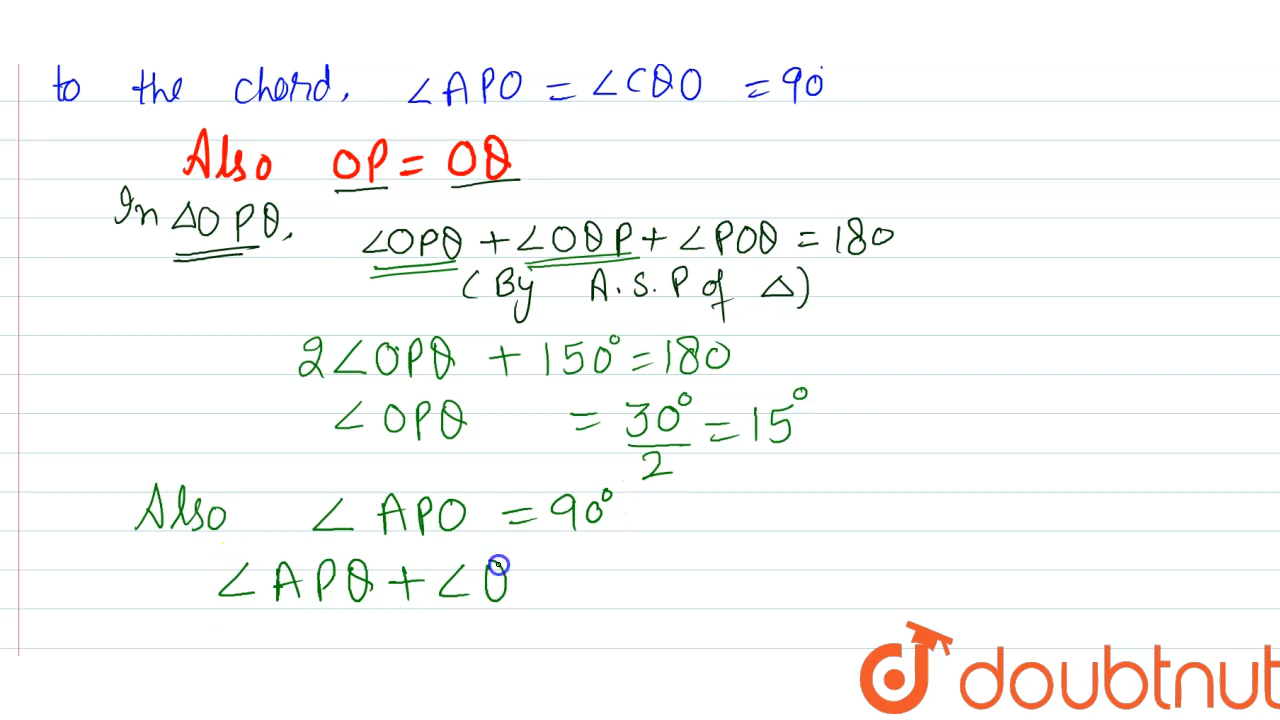 to the chord, ∠APO = ∠CQO = 90°
Also OP = OQ
In △OPQ, ∠OPQ + ∠OQP + ∠POQ = 180
(By A.S.P of △)
2∠OPQ + 150° = 180
∠OPQ = 30°/2 = 15°
Also ∠APO = 90°
∠APQ + ∠Q
doubtnut